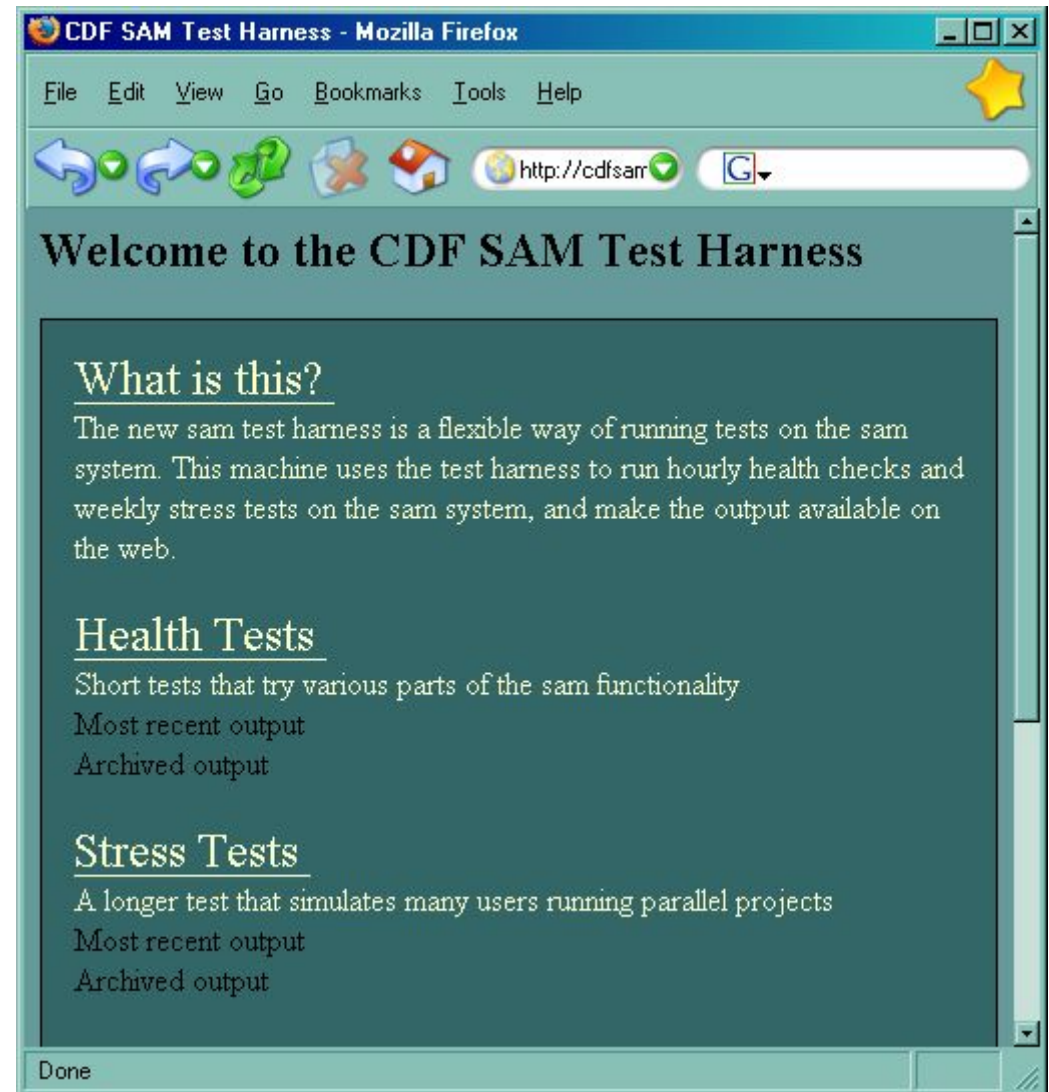 CDF SAM Test Harness - Mozilla Firefox
File Edit View Go Bookmarks Tools Help
http://cdfsam G
Welcome to the CDF SAM Test Harness
What is this?
The new sam test harness is a flexible way of running tests on the sam
system. This machine uses the test harness to run hourly health checks and
weekly stress tests on the sam system, and make the output available on
the web.
Health Tests
Short tests that try various parts of the sam functionality
Most recent output
Archived output
Stress Tests
A longer test that simulates many users running parallel projects
Most recent output
Archived output
Done